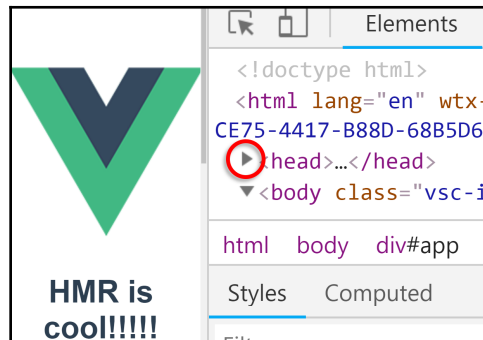 Elements
<!doctype html>
<html lang="en" wtx-
CE75-4417-B88D-68B5D6
<head>…</head>
<body class="vsc-i
html body div#app
HMR is
cool!!!!!
Styles Computed